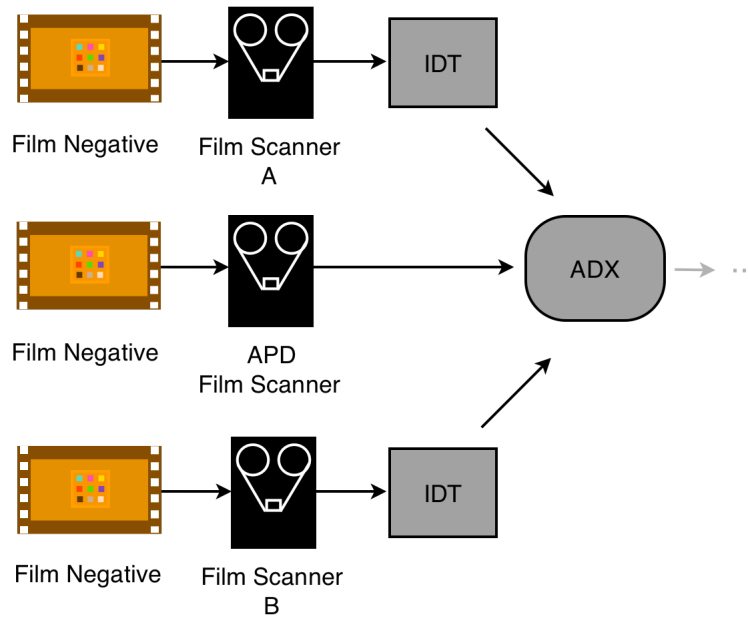 IDT
Film Negative
Film Scanner
A
ADX
..
Film Negative
APD
Film Scanner
IDT
Film Negative
Film Scanner
B